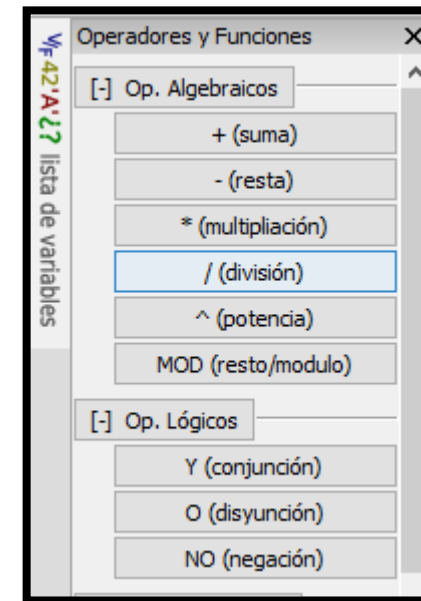 V/F 42 'A' ¿? lista de variables
Operadores y Funciones
[-] Op. Algebraicos
+ (suma)
- (resta)
* (multipliación)
/ (división)
^ (potencia)
MOD (resto/modulo)
[-] Op. Lógicos
Y (conjunción)
O (disyunción)
NO (negación)